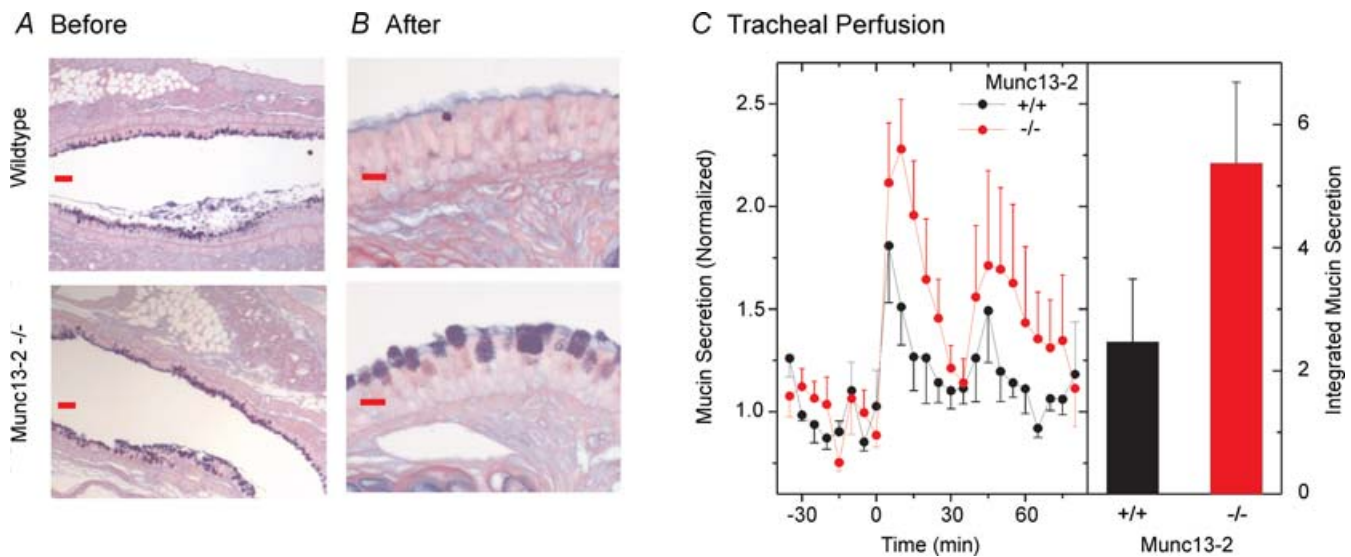 A Before
B After
C Tracheal Perfusion
Wildtype
Munc13-2 -/-
Mucin Secretion (Normalized)
2.5
2.0
1.5
1.0
Munc13-2
+/+
-/-
-30
0
30
60
Time (min)
6
4
2
0
Integrated Mucin Secretion
+/+
-/-
Munc13-2